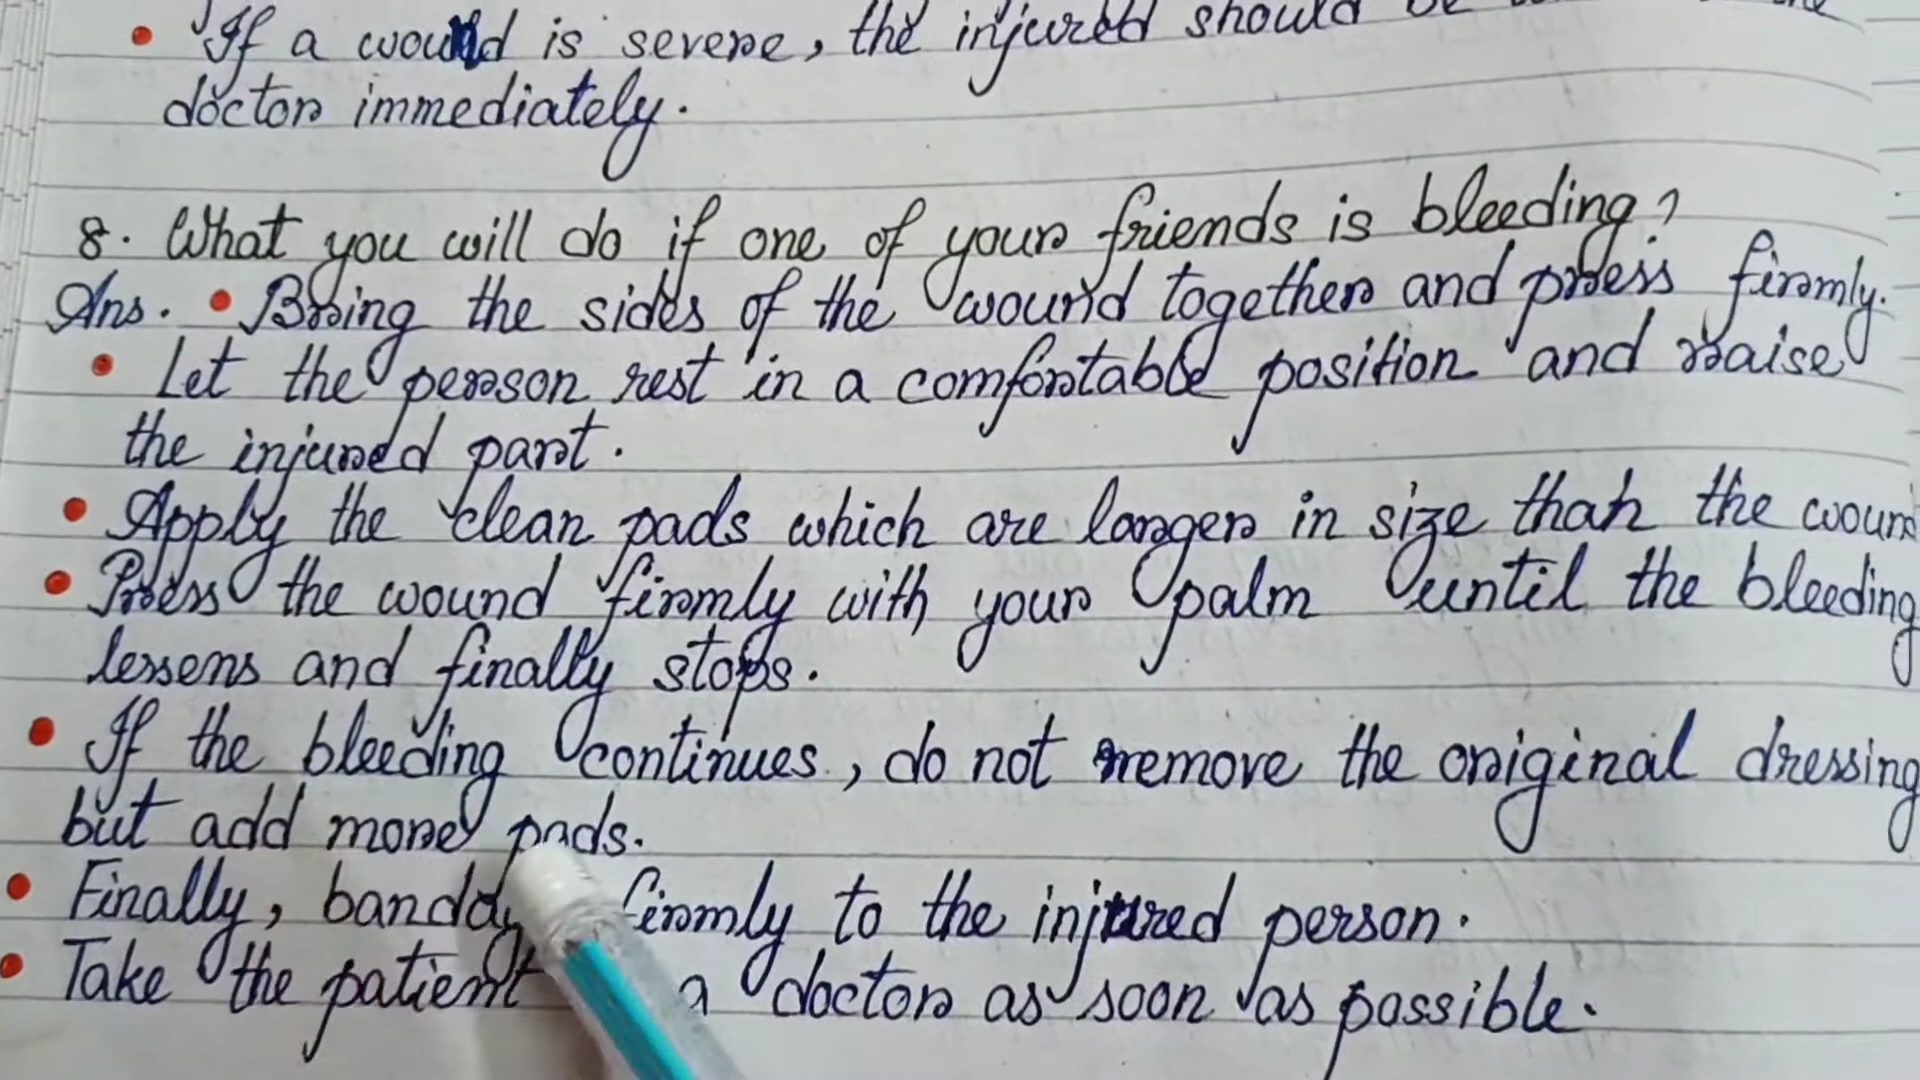 • If a wound is severe, the injured should be
doctor immediately.
8. What you will do if one of your friends is bleeding?
Ans. • Bring the sides of the wound together and press firmly.
• Let the person rest in a comfortable position and raise
the injured part.
• Apply the clean pads which are larger in size than the woun
• Press the wound firmly with your palm until the bleeding
lessens and finally stops.
• If the bleeding continues, do not remove the original dressing
but add more pads.
• Finally, firmly to the injured person.
• Take the patient a doctor as soon as possible.